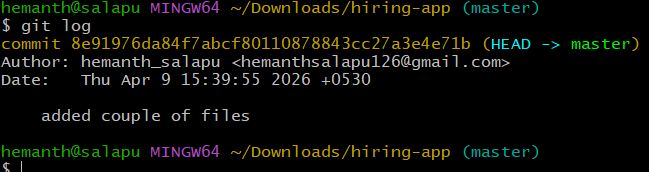 hemanth@salapu MINGW64 ~/Downloads/hiring-app (master)
$ git log
commit 8e91976da84f7abcf80110878843cc27a3e4e71b (HEAD -> master)
Author: hemanth_salapu <hemanthsalapu126@gmail.com>
Date:   Thu Apr 9 15:39:55 2026 +0530

    added couple of files

hemanth@salapu MINGW64 ~/Downloads/hiring-app (master)
$